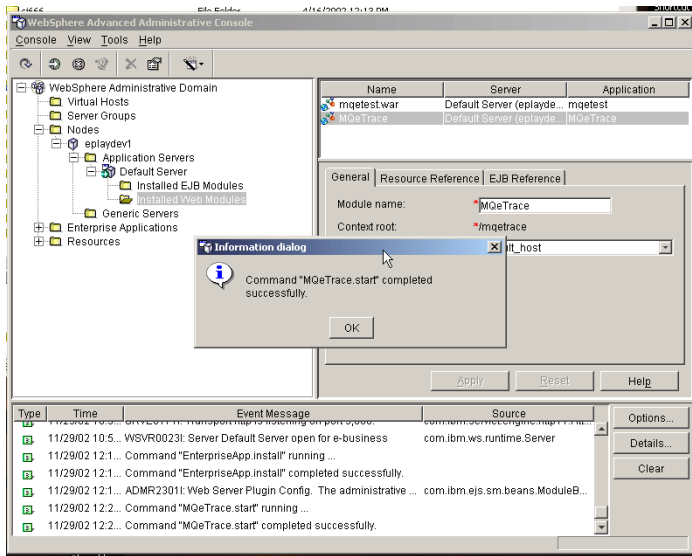 File Folder 4/16/2002 12:13 PM
WebSphere Advanced Administrative Console
Console View Tools Help
WebSphere Administrative Domain
Virtual Hosts
Server Groups
Nodes
eplaydev1
Application Servers
Default Server
Installed EJB Modules
Installed Web Modules
Generic Servers
Enterprise Applications
Resources
Name Server Application
mqetest.war Default Server (eplayde... mqetest
MQeTrace Default Server (eplayde... MQeTrace
General Resource Reference EJB Reference
Module name: *MQeTrace
Context root: */mqetrace
ult_host
Information dialog
Command "MQeTrace.start" completed
successfully.
OK
Apply Reset Help
Type Time Event Message Source
11/29/02 10:5... WSVR0023I: Server Default Server open for e-business com.ibm.ws.runtime.Server
11/29/02 12:1... Command "EnterpriseApp.install" running ...
11/29/02 12:1... Command "EnterpriseApp.install" completed successfully.
11/29/02 12:1... ADMR2301I: Web Server Plugin Config. The administrative ... com.ibm.ejs.sm.beans.ModuleB...
11/29/02 12:2... Command "MQeTrace.start" running ...
11/29/02 12:2... Command "MQeTrace.start" completed successfully.
Options...
Details...
Clear